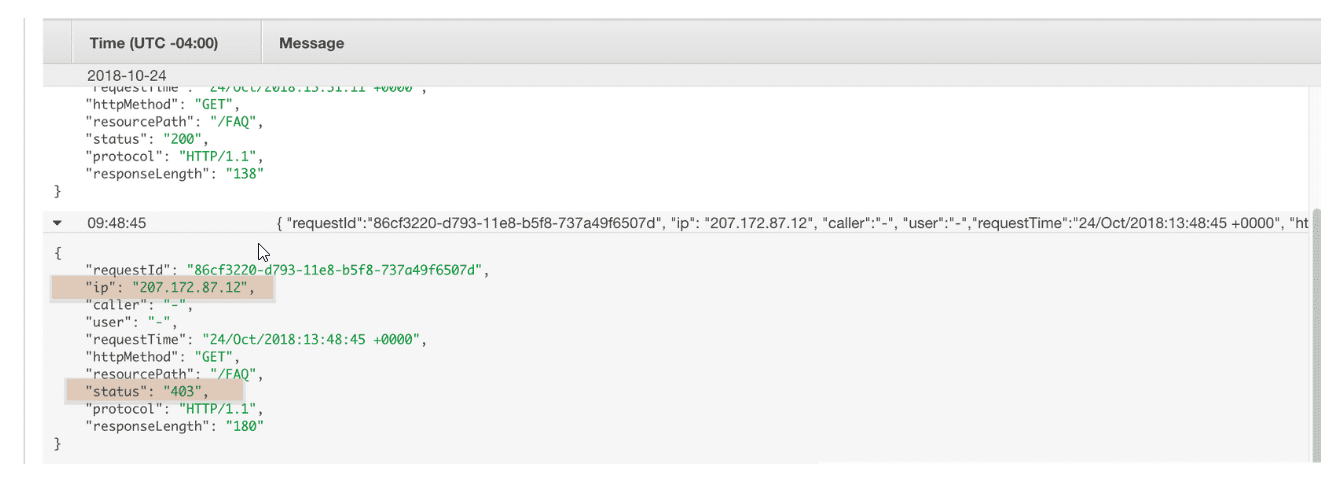 Time (UTC -04:00) Message
2018-10-24
"requestTime": "24/Oct/2018:13:51:11 +0000",
"httpMethod": "GET",
"resourcePath": "/FAQ",
"status": "200",
"protocol": "HTTP/1.1",
"responseLength": "138"
}
09:48:45 { "requestId":"86cf3220-d793-11e8-b5f8-737a49f6507d", "ip": "207.172.87.12", "caller":"-", "user":"-","requestTime":"24/Oct/2018:13:48:45 +0000", "ht
{
"requestId": "86cf3220-d793-11e8-b5f8-737a49f6507d",
"ip": "207.172.87.12",
"caller": "-",
"user": "-",
"requestTime": "24/Oct/2018:13:48:45 +0000",
"httpMethod": "GET",
"resourcePath": "/FAQ",
"status": "403",
"protocol": "HTTP/1.1",
"responseLength": "180"
}